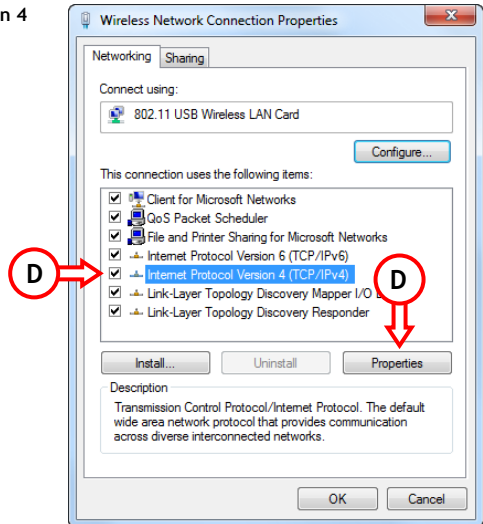 n 4
Wireless Network Connection Properties
Networking
Sharing
Connect using:
802.11 USB Wireless LAN Card
Configure...
This connection uses the following items:
Client for Microsoft Networks
QoS Packet Scheduler
File and Printer Sharing for Microsoft Networks
Internet Protocol Version 6 (TCP/IPv6)
D
Internet Protocol Version 4 (TCP/IPv4)
D
Link-Layer Topology Discovery Mapper I/O
Link-Layer Topology Discovery Responder
Install...
Uninstall
Properties
Description
Transmission Control Protocol/Internet Protocol. The default
wide area network protocol that provides communication
across diverse interconnected networks.
OK
Cancel